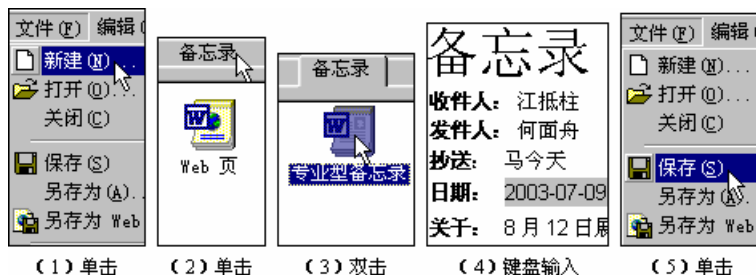 文件(F) 编辑(
新建(N)...
打开(O)...
关闭(C)
保存(S)
另存为(A)..
另存为 Web
(1)单击
备忘录
Web 页
(2)单击
备忘录
专业型备忘录
(3)双击
备忘录
收件人: 江抵柱
发件人: 何面舟
抄送: 马今天
日期: 2003-07-09
关于: 8月12日展
(4)键盘输入
文件(F) 编辑(
新建(N)...
打开(O)...
关闭(C)
保存(S)
另存为(A).
另存为 Web
(5)单击